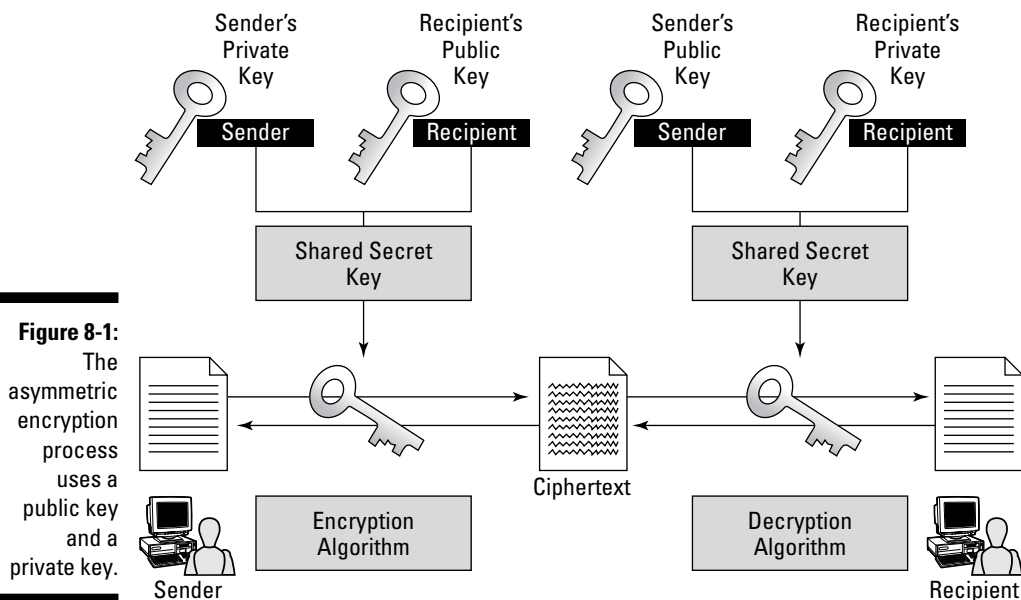 Sender's
Private
Key
Recipient's
Public
Key
Sender's
Public
Key
Recipient's
Private
Key
Sender
Recipient
Sender
Recipient
Shared Secret
Key
Shared Secret
Key
Figure 8-1:
The
asymmetric
encryption
process
uses a
public key
and a
private key.
Ciphertext
Encryption
Algorithm
Decryption
Algorithm
Sender
Recipient